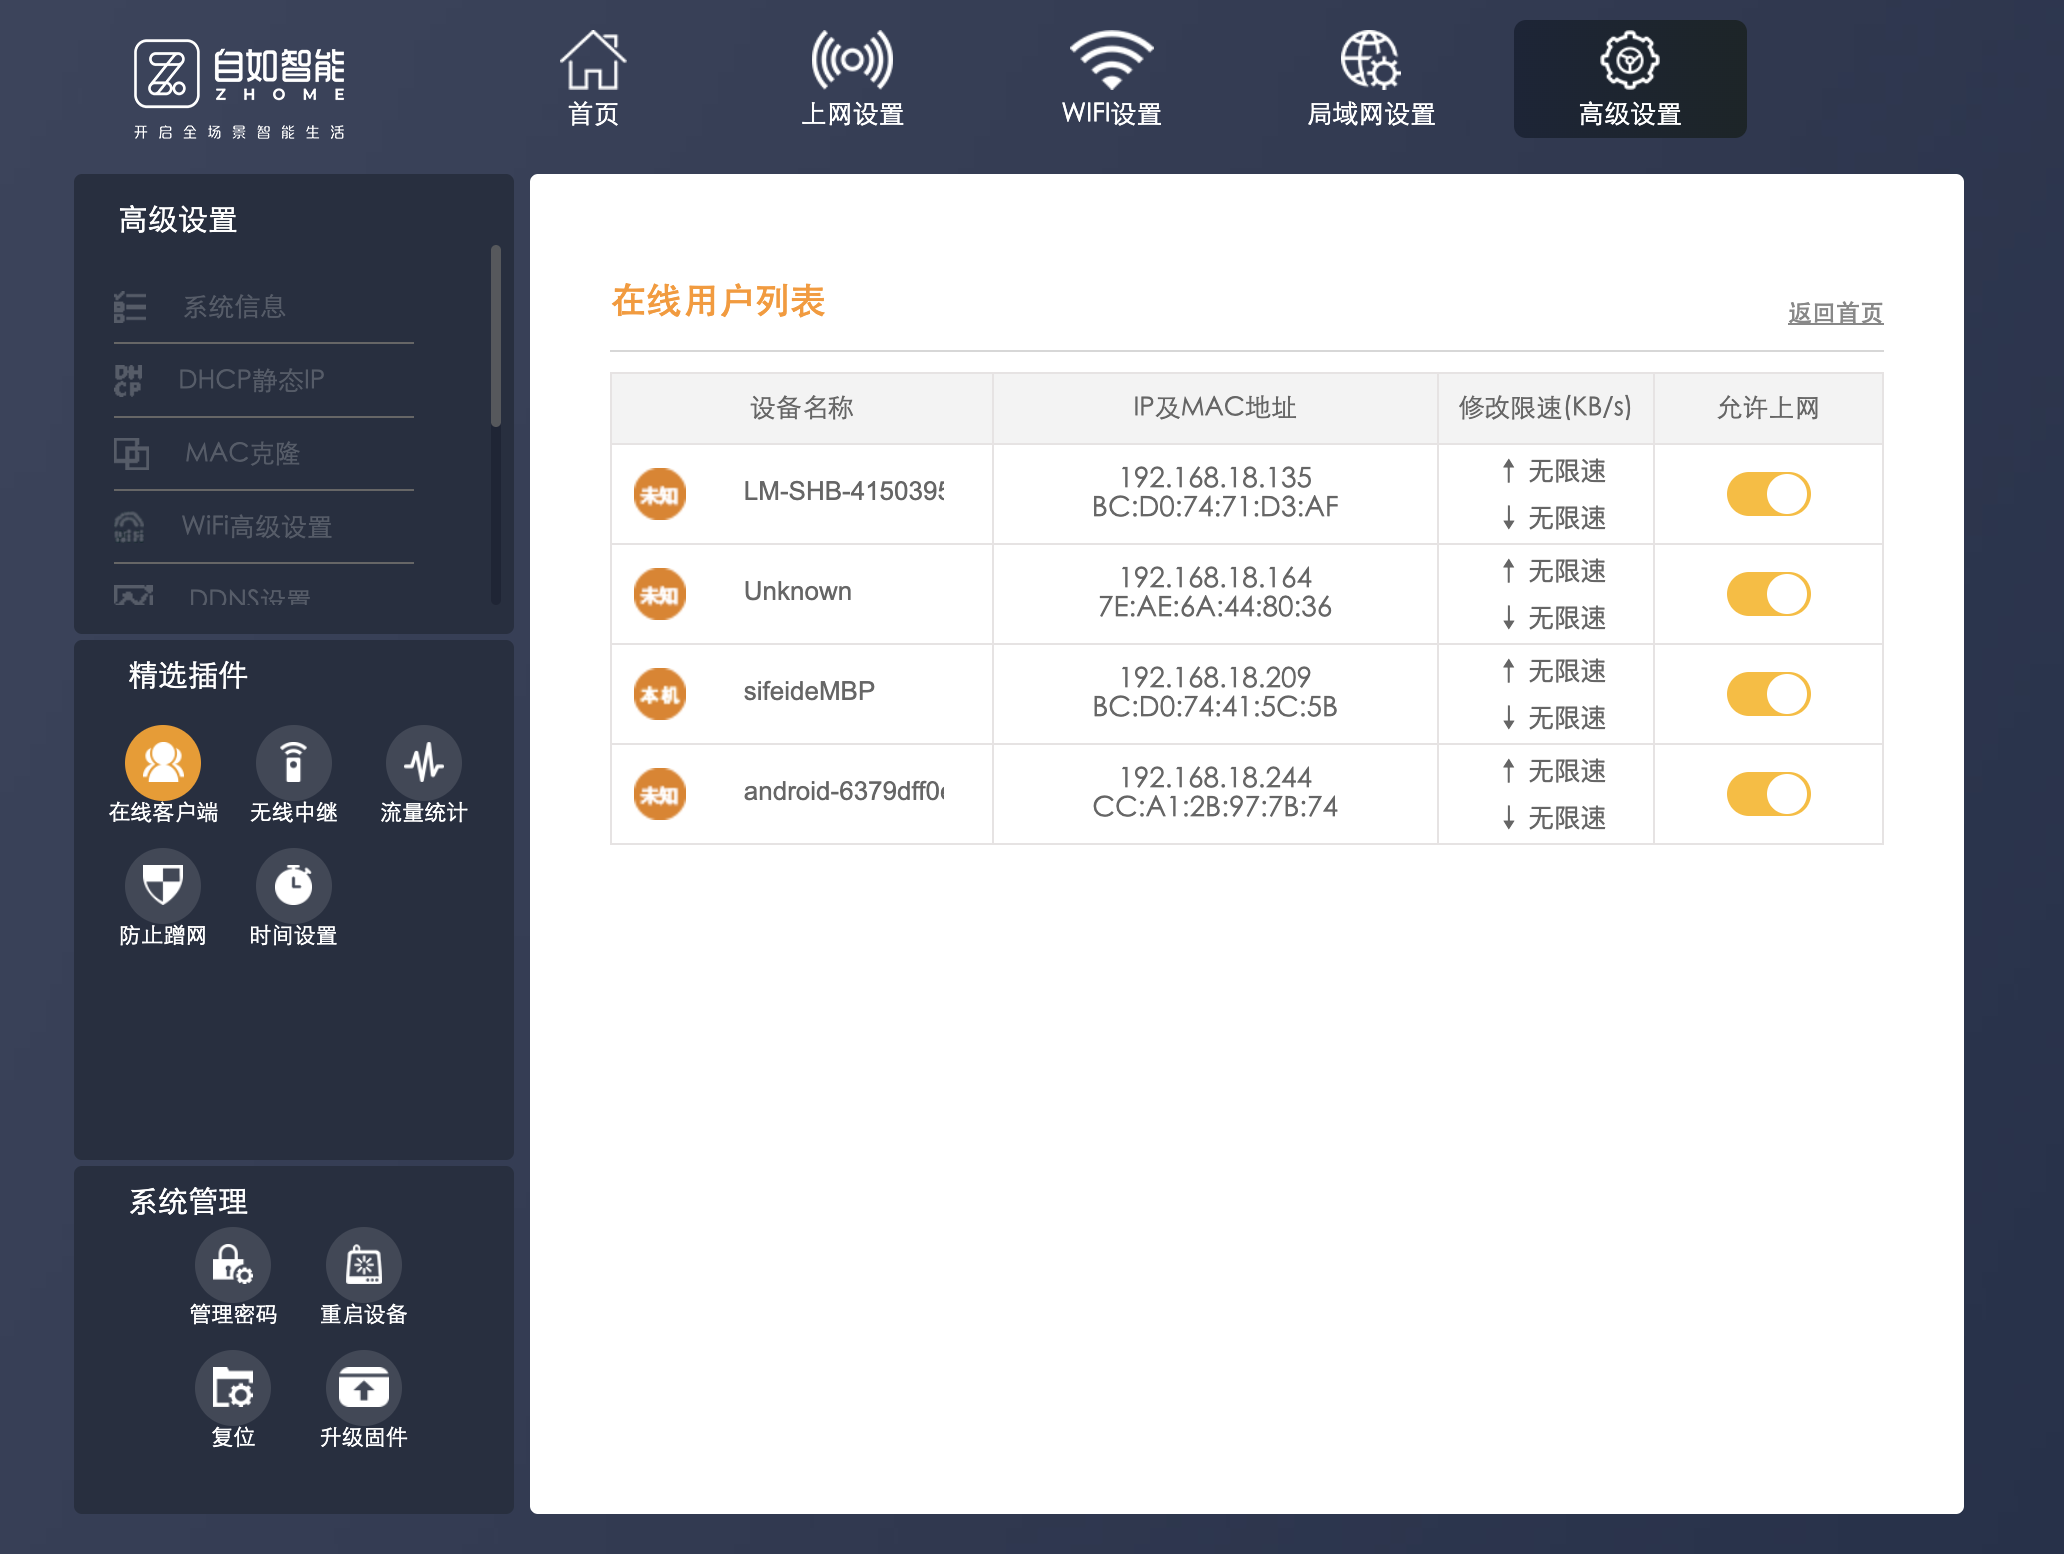 自如智能
ZHOME
开启全场景智能生活
首页
上网设置
WIFI设置
局域网设置
高级设置
高级设置
系统信息
DHCP静态IP
MAC克隆
WiFi高级设置
DDNS设置
精选插件
在线客户端
无线中继
流量统计
防止蹭网
时间设置
系统管理
管理密码
重启设备
复位
升级固件
在线用户列表
返回首页
设备名称 IP及MAC地址 修改限速(KB/s) 允许上网
未知 LM-SHB-4150395 192.168.18.135 BC:D0:74:71:D3:AF ↑ 无限速 ↓ 无限速
未知 Unknown 192.168.18.164 7E:AE:6A:44:80:36 ↑ 无限速 ↓ 无限速
本机 sifeideMBP 192.168.18.209 BC:D0:74:41:5C:5B ↑ 无限速 ↓ 无限速
未知 android-6379dff0 192.168.18.244 CC:A1:2B:97:7B:74 ↑ 无限速 ↓ 无限速